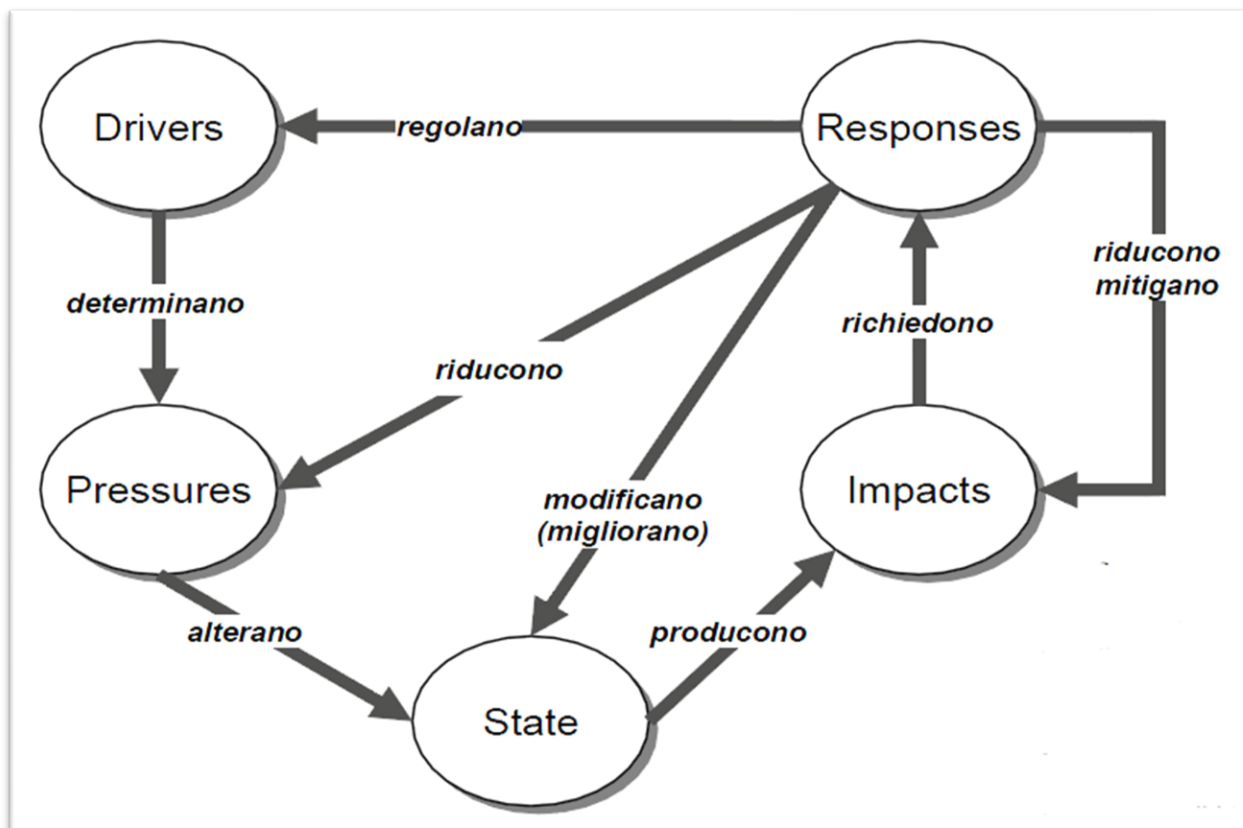 Drivers
regolano
Responses
riducono
mitigano
determinano
richiedono
riducono
Pressures
modificano
(migliorano)
Impacts
alterano
producono
State